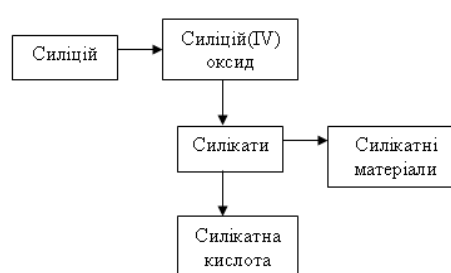 Силіцій
Силіцій(IV)
оксид
Силікати
Силікатні
матеріали
Силікатна
кислота